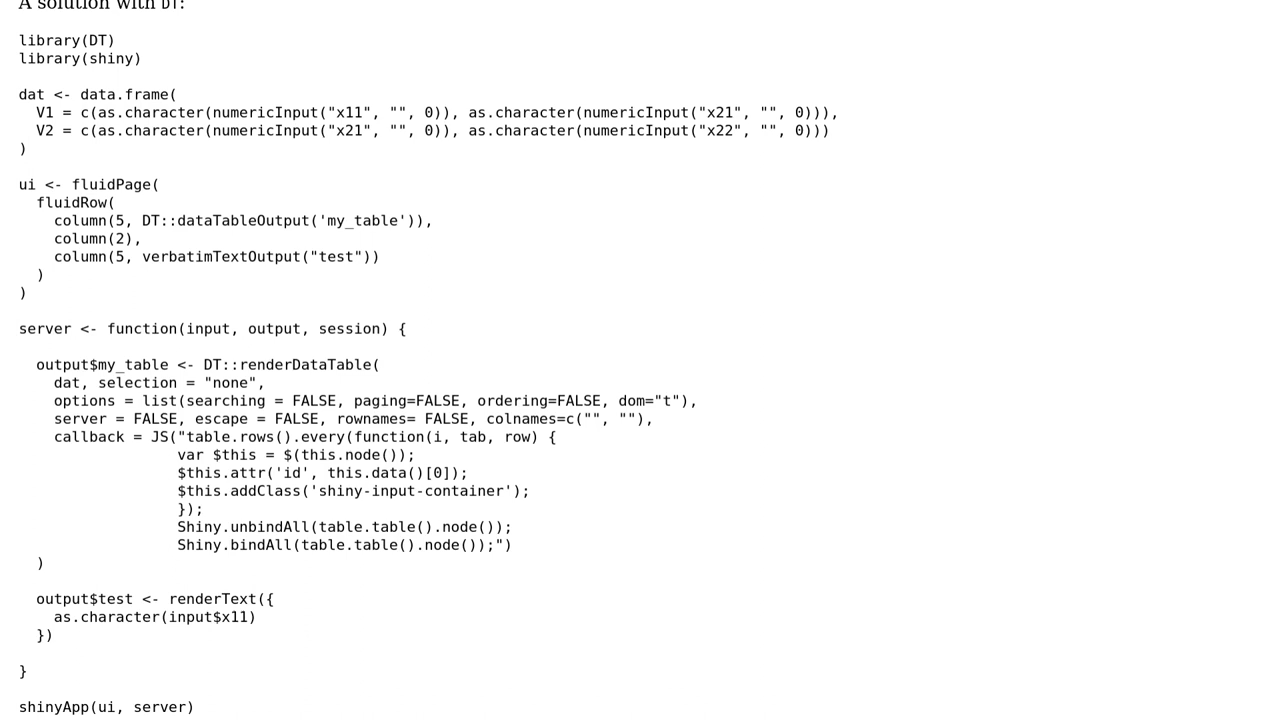 A solution with DT:
library(DT)
library(shiny)
dat <- data.frame(
  V1 = c(as.character(numericInput("x11", "", 0)), as.character(numericInput("x21", "", 0))),
  V2 = c(as.character(numericInput("x21", "", 0)), as.character(numericInput("x22", "", 0)))
)
ui <- fluidPage(
  fluidRow(
    column(5, DT::dataTableOutput('my_table')),
    column(2),
    column(5, verbatimTextOutput("test"))
  )
)
server <- function(input, output, session) {
  output$my_table <- DT::renderDataTable(
    dat, selection = "none",
    options = list(searching = FALSE, paging=FALSE, ordering=FALSE, dom="t"),
    server = FALSE, escape = FALSE, rownames= FALSE, colnames=c("", ""),
    callback = JS("table.rows().every(function(i, tab, row) {
                  var $this = $(this.node());
                  $this.attr('id', this.data()[0]);
                  $this.addClass('shiny-input-container');
                  });
                  Shiny.unbindAll(table.table().node());
                  Shiny.bindAll(table.table().node());")
  )
  output$test <- renderText({
    as.character(input$x11)
  })
}
shinyApp(ui, server)